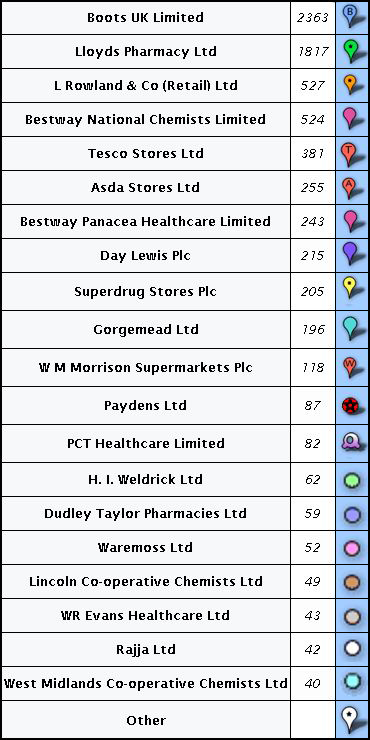 Boots UK Limited 2363 B
Lloyds Pharmacy Ltd 1817
L Rowland & Co (Retail) Ltd 527
Bestway National Chemists Limited 524
Tesco Stores Ltd 381 T
Asda Stores Ltd 255 A
Bestway Panacea Healthcare Limited 243
Day Lewis Plc 215
Superdrug Stores Plc 205
Gorgemead Ltd 196
W M Morrison Supermarkets Plc 118 W
Paydens Ltd 87
PCT Healthcare Limited 82
H. I. Weldrick Ltd 62
Dudley Taylor Pharmacies Ltd 59
Waremoss Ltd 52
Lincoln Co-operative Chemists Ltd 49
WR Evans Healthcare Ltd 43
Rajja Ltd 42
West Midlands Co-operative Chemists Ltd 40
Other